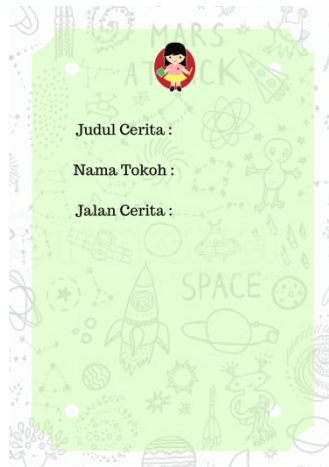 MARS
ATTACK
Judul Cerita :
Nama Tokoh :
Jalan Cerita :
SPACE